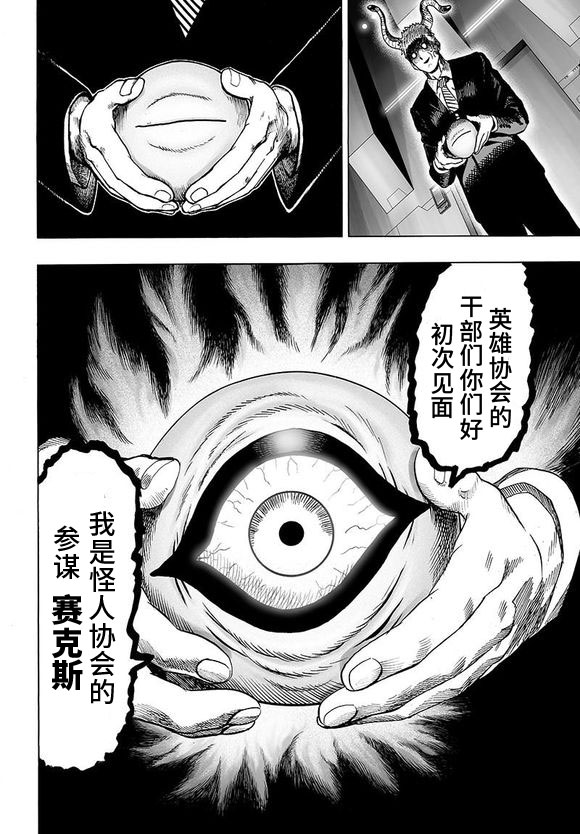 英雄协会的
干部们你们好
初次见面
我是怪人协会的
参谋 赛克斯